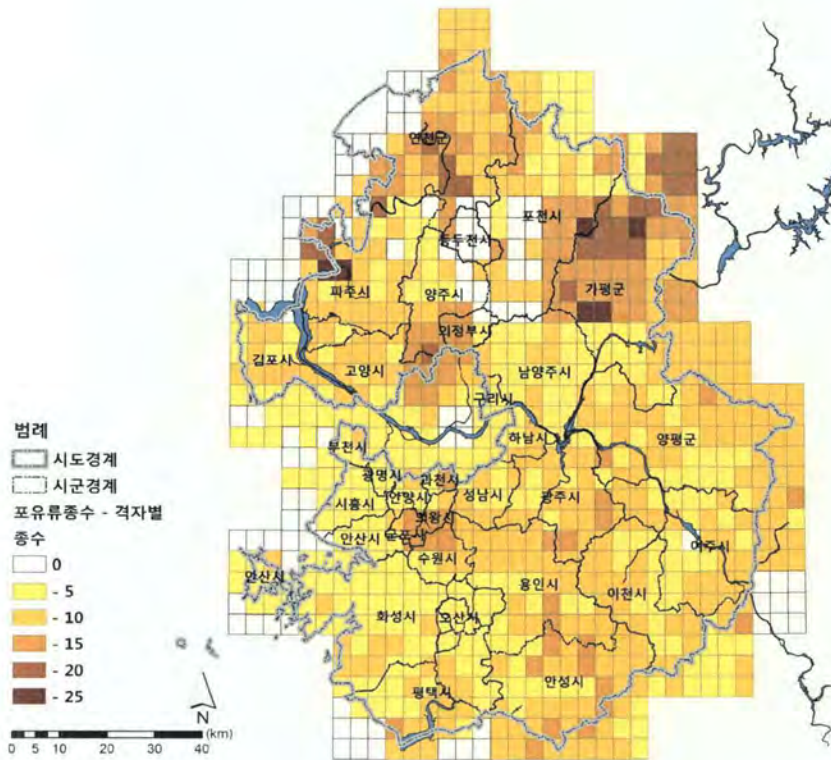 연천군
포천시
동두천시
파주시
양주시
가평군
의정부시
김포시
고양시
남양주시
구리시
양평군
하남시
부천시
광명시
과천시
안양시
성남시
광주시
시흥시
의왕시
군포시
안산시
수원시
여주시
안산시
용인시
이천시
화성시
오산시
평택시
안성시
범례
시도경계
시군경계
포유류종수 - 격자별
종수
0
- 5
- 10
- 15
- 20
- 25
N
0 5 10 20 30 40 (km)